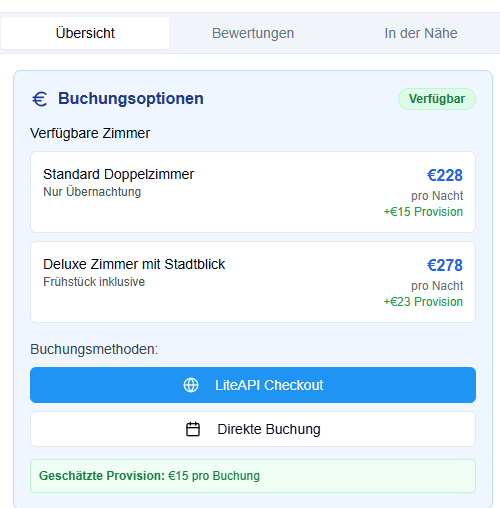 Übersicht
Bewertungen
In der Nähe
€ Buchungsoptionen
Verfügbar
Verfügbare Zimmer
Standard Doppelzimmer
€228
Nur Übernachtung
pro Nacht
+€15 Provision
Deluxe Zimmer mit Stadtblick
€278
Frühstück inklusive
pro Nacht
+€23 Provision
Buchungsmethoden:
LiteAPI Checkout
Direkte Buchung
Geschätzte Provision: €15 pro Buchung